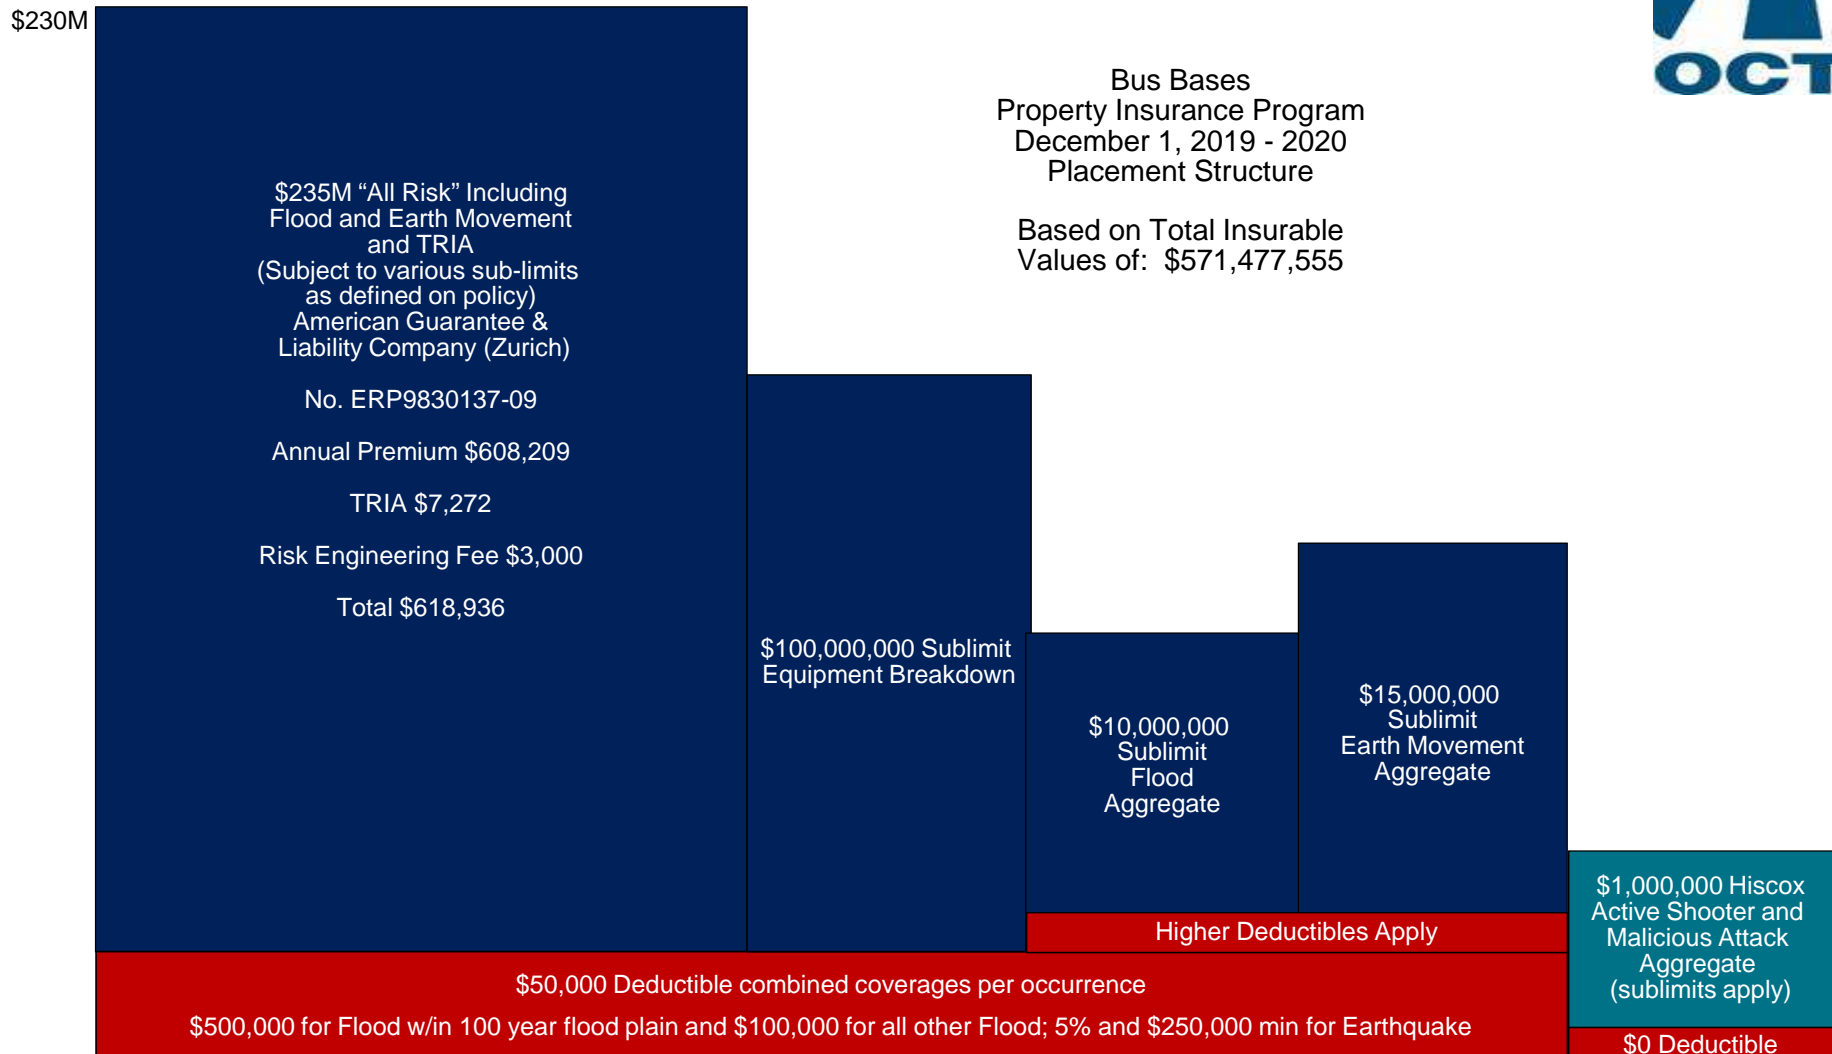 $230M
OCT
Bus Bases
Property Insurance Program
December 1, 2019 - 2020
Placement Structure
Based on Total Insurable
Values of: $571,477,555
$235M “All Risk” Including
Flood and Earth Movement
and TRIA
(Subject to various sub-limits
as defined on policy)
American Guarantee &
Liability Company (Zurich)
No. ERP9830137-09
Annual Premium $608,209
TRIA $7,272
Risk Engineering Fee $3,000
Total $618,936
$100,000,000 Sublimit
Equipment Breakdown
$10,000,000
Sublimit
Flood
Aggregate
$15,000,000
Sublimit
Earth Movement
Aggregate
Higher Deductibles Apply
$1,000,000 Hiscox
Active Shooter and
Malicious Attack
Aggregate
(sublimits apply)
$50,000 Deductible combined coverages per occurrence
$500,000 for Flood w/in 100 year flood plain and $100,000 for all other Flood; 5% and $250,000 min for Earthquake
$0 Deductible